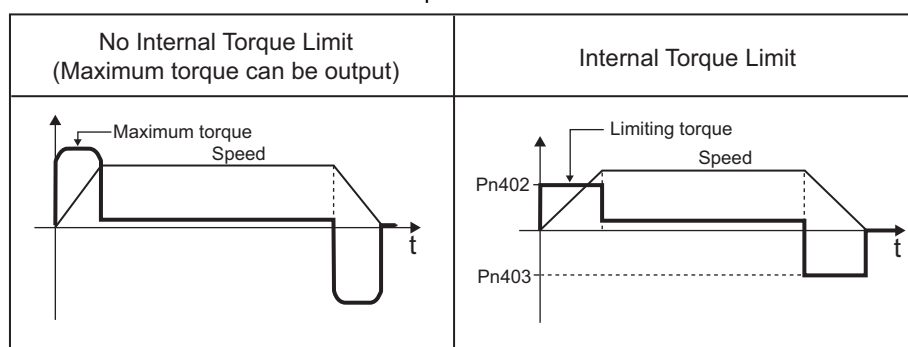 No Internal Torque Limit
(Maximum torque can be output)
Internal Torque Limit
Maximum torque
Speed
t
Limiting torque
Speed
Pn402
t
Pn403